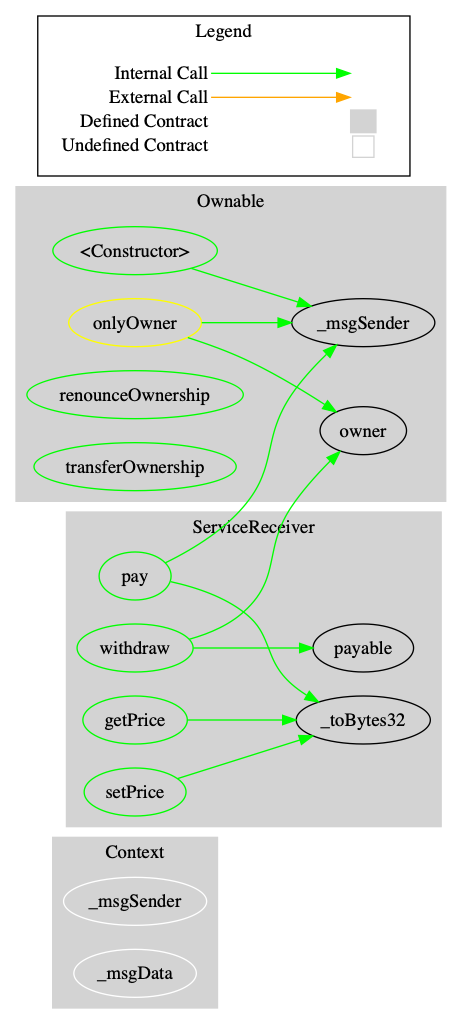 Legend
Internal Call
External Call
Defined Contract
Undefined Contract
Ownable
<Constructor>
onlyOwner
_msgSender
renounceOwnership
owner
transferOwnership
ServiceReceiver
pay
withdraw
payable
getPrice
_toBytes32
setPrice
Context
_msgSender
_msgData